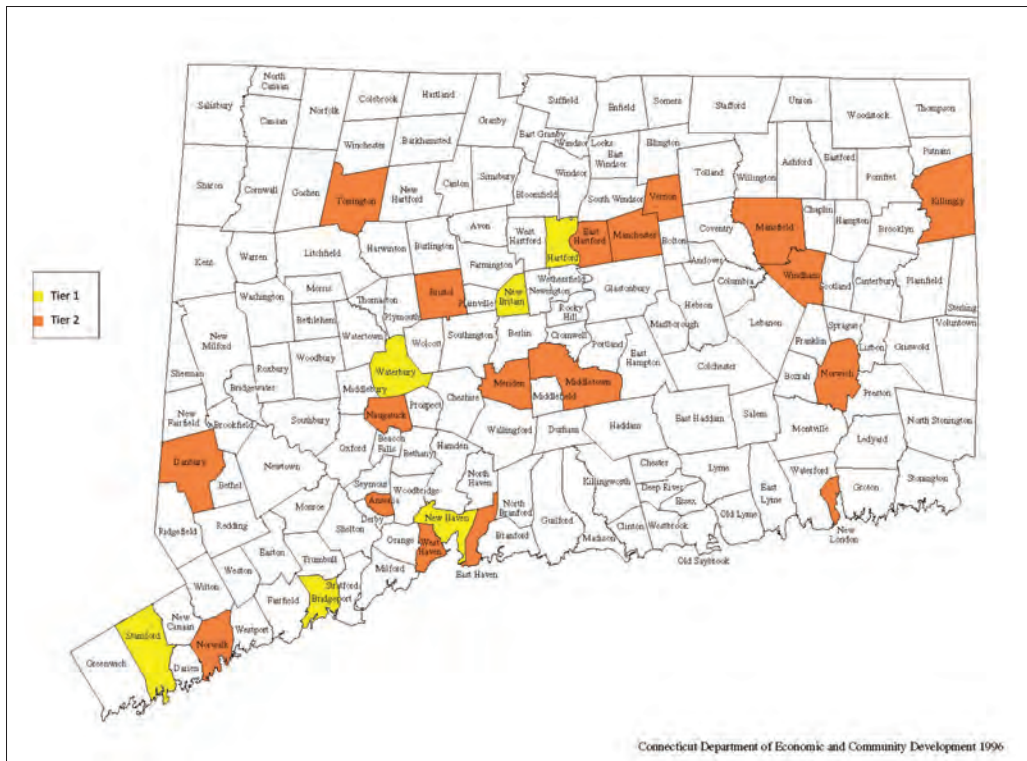 North
Canaan
Colebrook
Hartland
Salisbury
Norfolk
Canaan
Granby
Suffield
Enfield
Somers
Stafford
Union
Woodstock
Thompson
East Granby
Windsor Locks
Winchester
Barkhamsted
East
Windsor
Ellington
Putnam
Sharon
Cornwall
Goshen
Torrington
New
Hartford
Canton
Simsbury
Bloomfield
Windsor
South Windsor
Vernon
Tolland
Willington
Ashford
Eastford
Pomfret
Killingly
Avon
West
Hartford
Hartford
East
Hartford
Manchester
Bolton
Coventry
Mansfield
Chaplin
Hampton
Brooklyn
Kent
Warren
Litchfield
Harwinton
Burlington
Farmington
Wethersfield
Newington
Glastonbury
Andover
Columbia
Windham
Scotland
Canterbury
Plainfield
Sterling
Tier 1
Tier 2
Washington
Morris
Thomaston
Plymouth
Bristol
Plainville
New
Britain
Rocky
Hill
Hebron
Marlborough
Lebanon
Franklin
Sprague
Lisbon
Griswold
Voluntown
New
Milford
Bethlehem
Watertown
Wolcott
Southington
Berlin
Cromwell
Portland
East
Hampton
Colchester
Bozrah
Norwich
Preston
Sherman
Roxbury
Woodbury
Bridgewater
Waterbury
Middlebury
Cheshire
Meriden
Middletown
Middlefield
New
Fairfield
Brookfield
Southbury
Naugatuck
Prospect
Wallingford
Durham
Haddam
East Haddam
Salem
Montville
North Stonington
Ledyard
Danbury
Bethel
Newtown
Oxford
Beacon
Falls
Bethany
Hamden
North
Haven
Chester
Killingworth
Deep River
Essex
Lyme
East
Lyme
Waterford
Groton
Stonington
Seymour
Woodbridge
Ansonia
Derby
Monroe
Shelton
North
Branford
Guilford
Madison
Clinton
Westbrook
Old Lyme
Old Saybrook
New
London
Ridgefield
Redding
Easton
Trumbull
Orange
New Haven
West
Haven
East Haven
Branford
Milford
Weston
Wilton
Fairfield
Stratford
Bridgeport
New
Canaan
Stamford
Norwalk
Westport
Greenwich
Darien
Connecticut Department of Economic and Community Development 1996